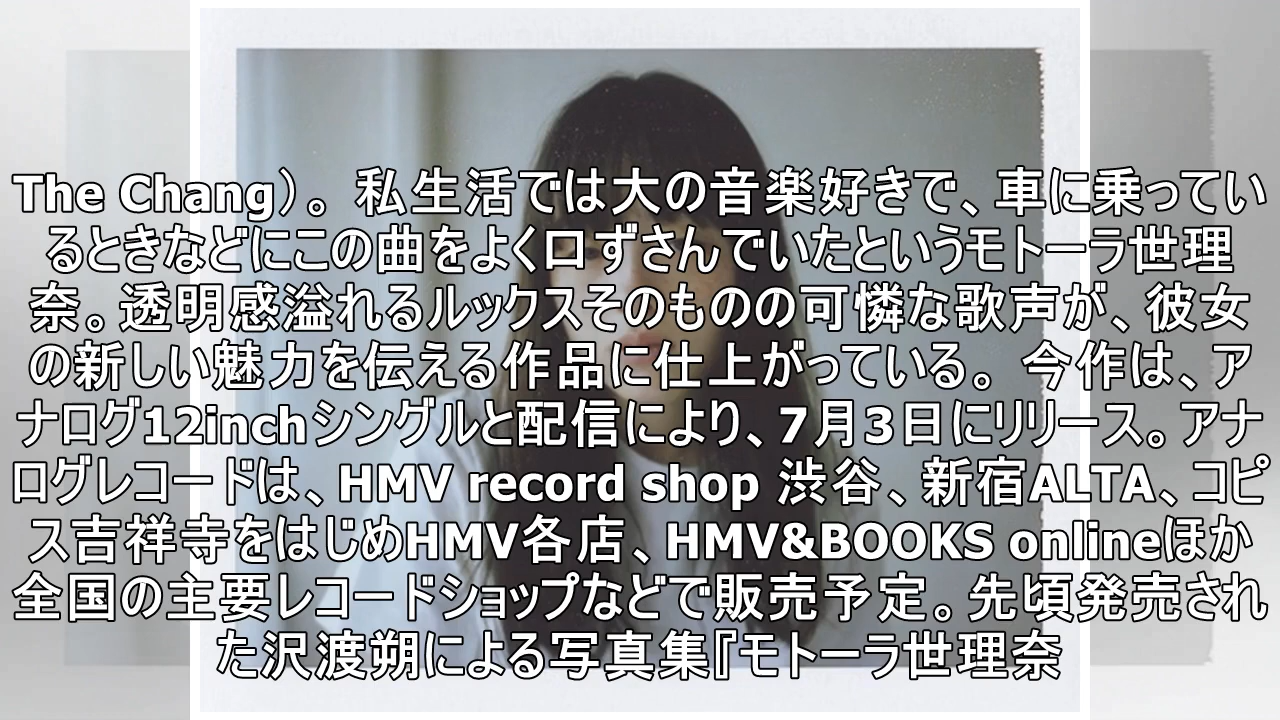 The Chang）。 私生活では大の音楽好きで、車に乗ってい
るときなどにこの曲をよく口ずさんでいたというモトーラ世理
奈。透明感溢れるルックスそのものの可憐な歌声が、彼女
の新しい魅力を伝える作品に仕上がっている。 今作は、ア
ナログ12inchシングルと配信により、7月3日にリリース。アナ
ログレコードは、HMV record shop 渋谷、新宿ALTA、コピ
ス吉祥寺をはじめHMV各店、HMV&BOOKS onlineほか
全国の主要レコードショップなどで販売予定。先頃発売され
た沢渡朔による写真集『モトーラ世理奈